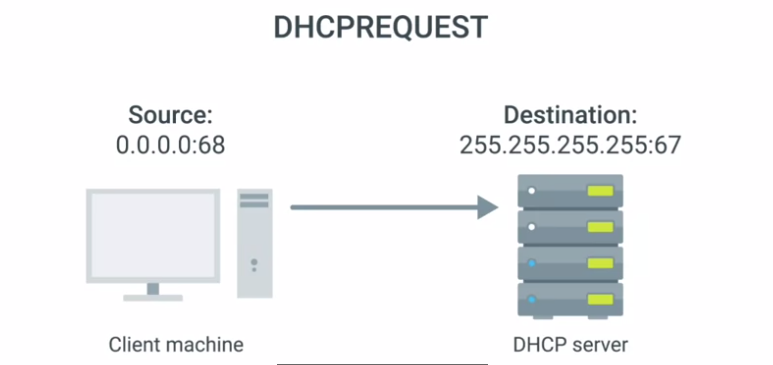 DHCPREQUEST
Source:
0.0.0.0:68
Destination:
255.255.255.255:67
Client machine
DHCP server